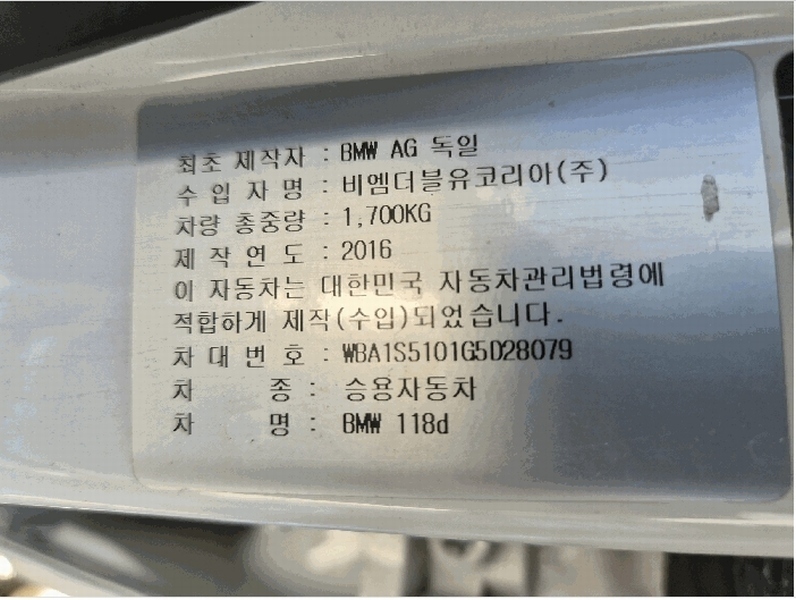 최초 제작자 : BMW AG 독일
수 입 자 명 : 비엠더블유코리아(주)
차량 총중량 : 1,700KG
제 작 연 도 : 2016
이 자동차는 대한민국 자동차관리법령에
적합하게 제작(수입)되었습니다.
차 대 번 호 : WBA1S5101G5D28079
차 종 : 승용자동차
차 명 : BMW 118d